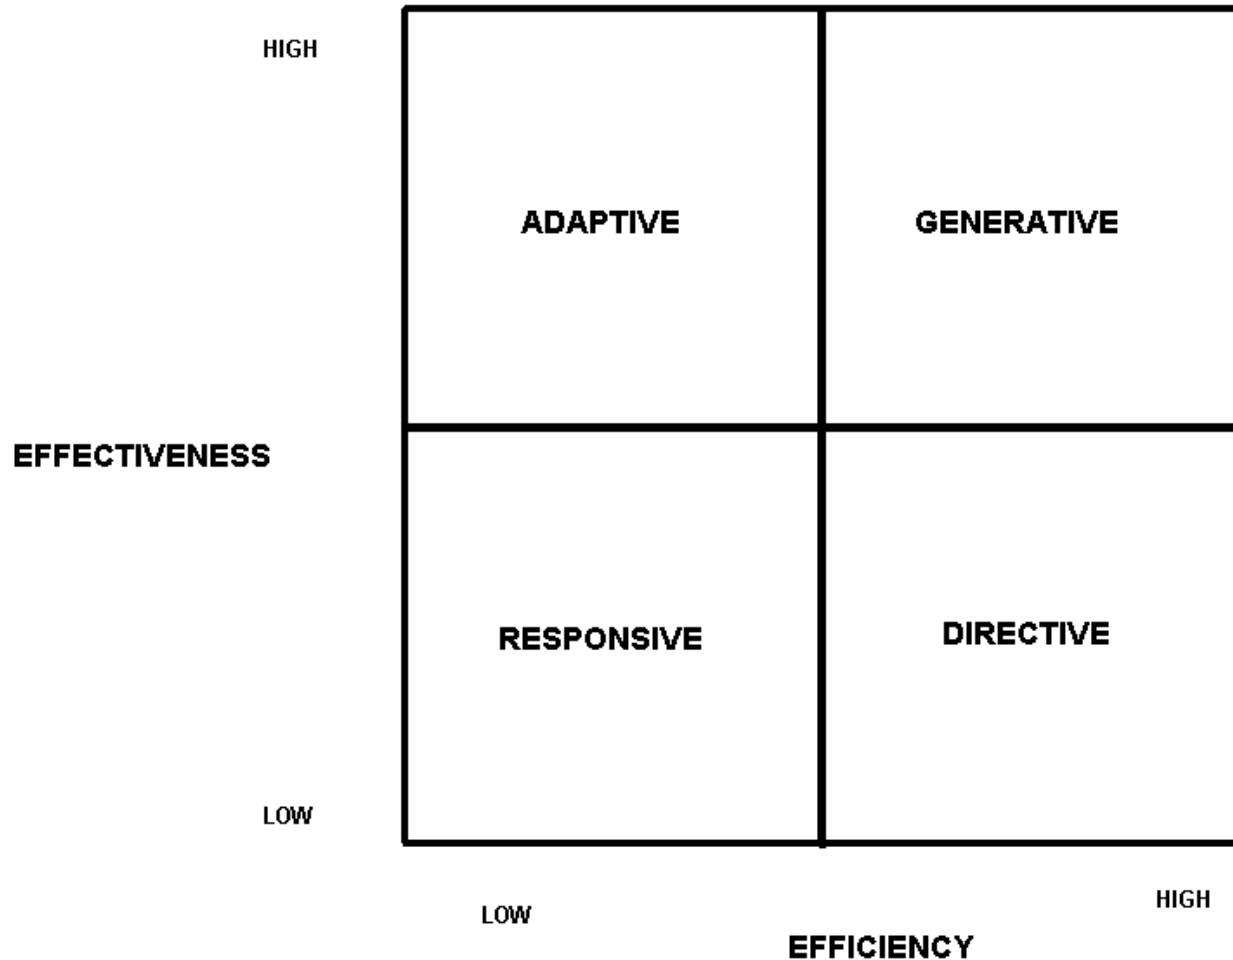 HIGH
ADAPTIVE
GENERATIVE
EFFECTIVENESS
RESPONSIVE
DIRECTIVE
LOW
LOW
HIGH
EFFICIENCY